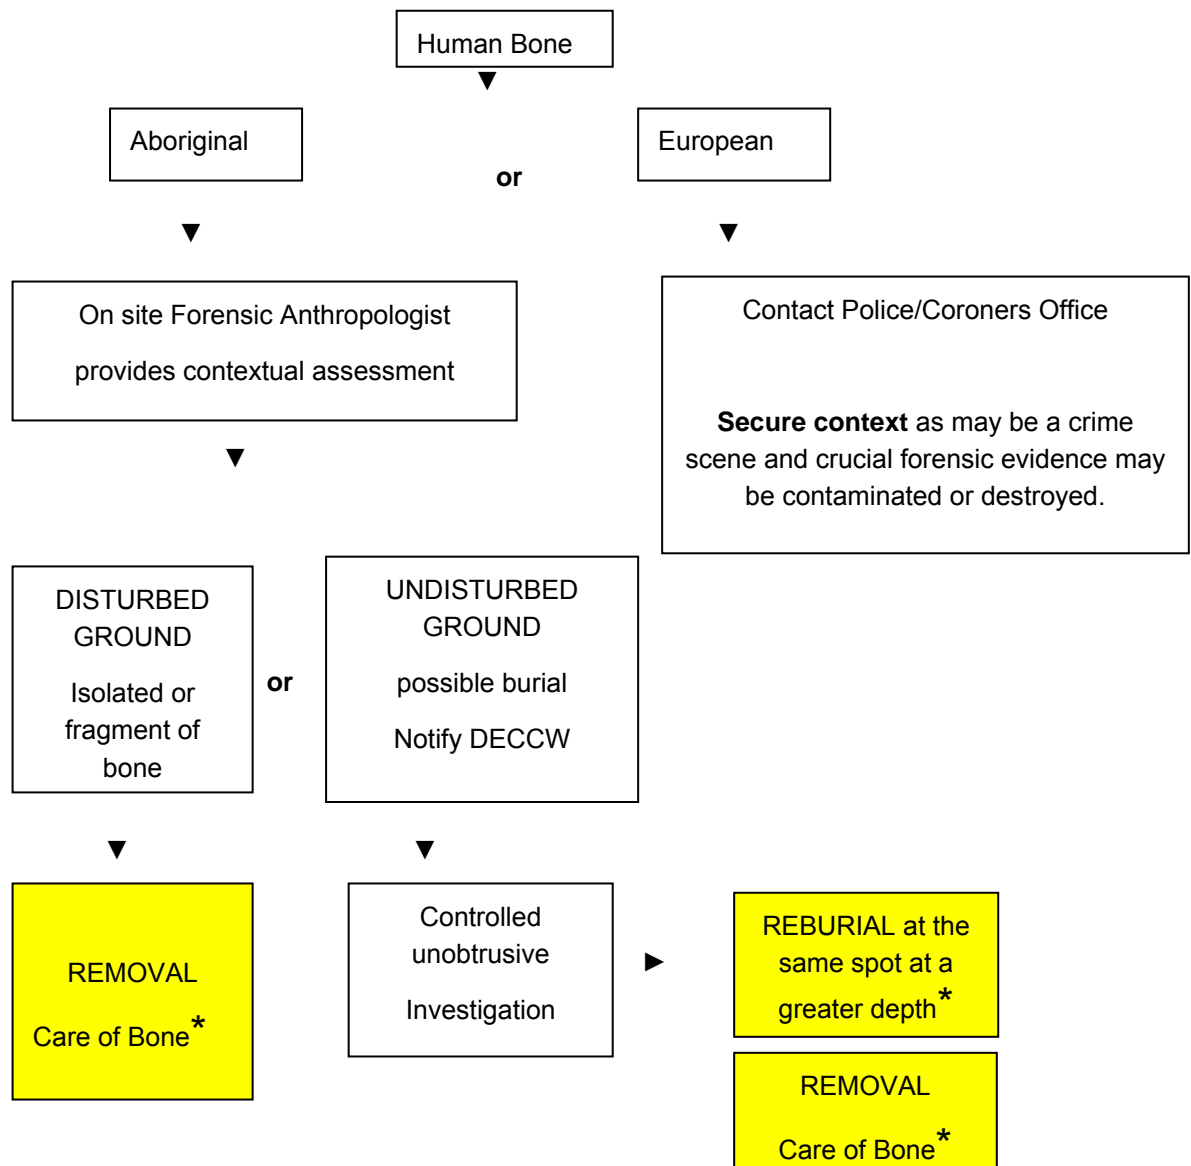 Human Bone
Aboriginal
or
European
On site Forensic Anthropologist
provides contextual assessment
Contact Police/Coroners Office
Secure context as may be a crime
scene and crucial forensic evidence may
be contaminated or destroyed.
DISTURBED
GROUND
Isolated or
fragment of
bone
or
UNDISTURBED
GROUND
possible burial
Notify DECCW
REMOVAL
Care of Bone*
Controlled
unobtrusive
Investigation
REBURIAL at the
same spot at a
greater depth*
REMOVAL
Care of Bone*